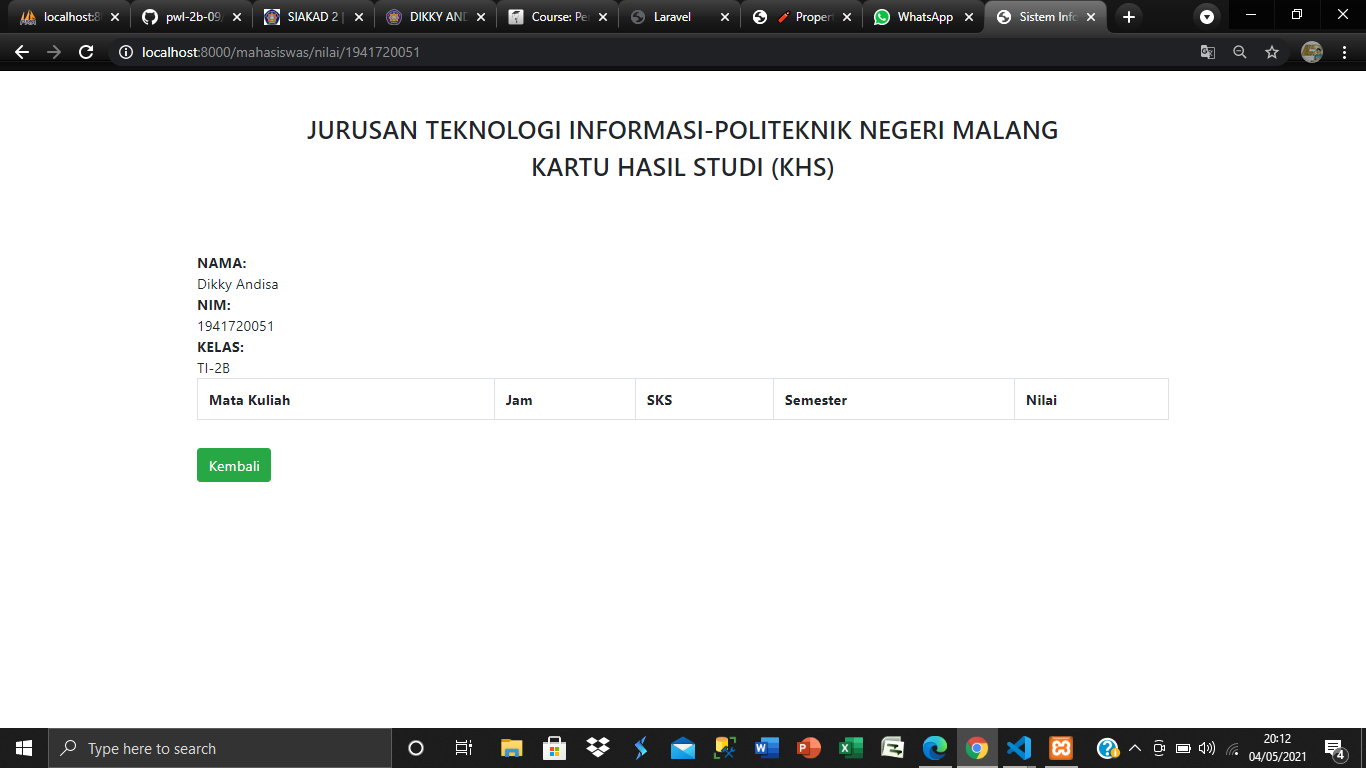 localhost:8
pwl-2b-09
SIAKAD 2 |
DIKKY AND
Course: Pe
Laravel
Propert
WhatsApp
Sistem Info
localhost:8000/mahasiswas/nilai/1941720051
JURUSAN TEKNOLOGI INFORMASI-POLITEKNIK NEGERI MALANG
KARTU HASIL STUDI (KHS)
NAMA:
Dikky Andisa
NIM:
1941720051
KELAS:
TI-2B
Mata Kuliah Jam SKS Semester Nilai
Kembali
Type here to search
20:12
04/05/2021
4